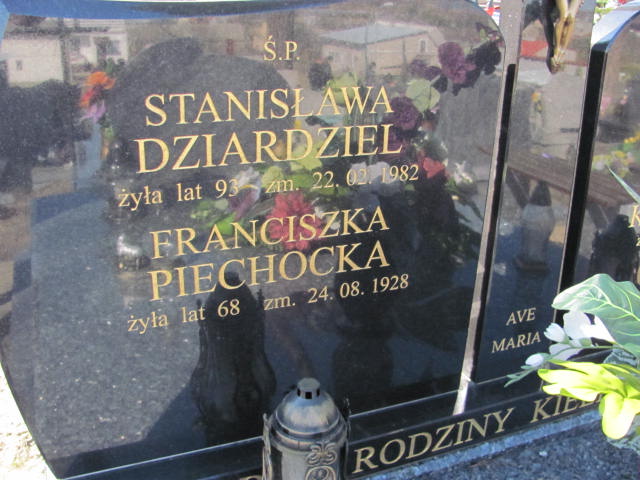 Ś.P.
STANISŁAWA
DZIARDZIEL
żyła lat 93 zm. 22. 02. 1982
FRANCISZKA
PIECHOCKA
żyła lat 68 zm. 24. 08. 1928
AVE
MARIA
RODZINY